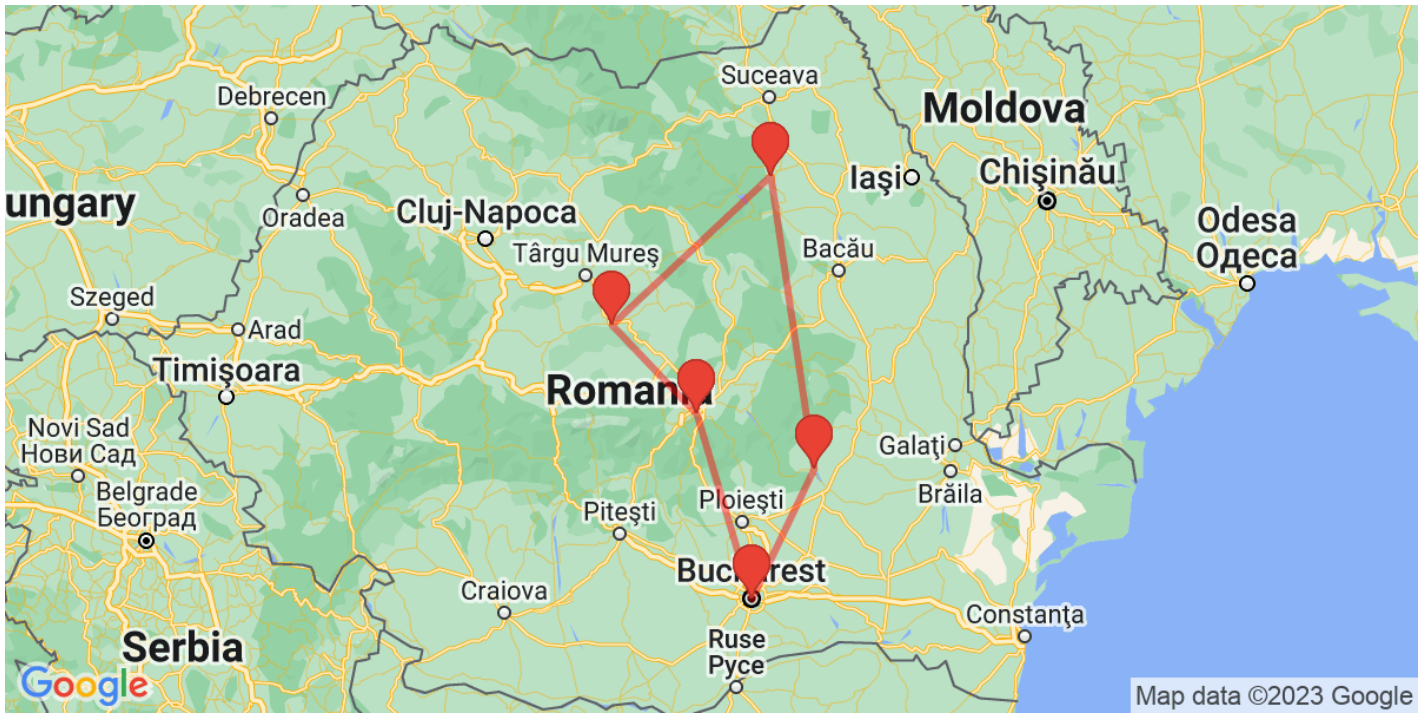 Suceava
Debrecen
Moldova
Chişinău
Iaşi
ungary
Oradea
Cluj-Napoca
Odesa
Одеса
Târgu Mureş
Bacău
Szeged
Arad
Timişoara
Romania
Novi Sad
Нови Сад
Galaţi
Brăila
Belgrade
Београд
Piteşti
Ploieşti
Bucharest
Craiova
Constanţa
Ruse
Русе
Serbia
Google
Map data ©2023 Google